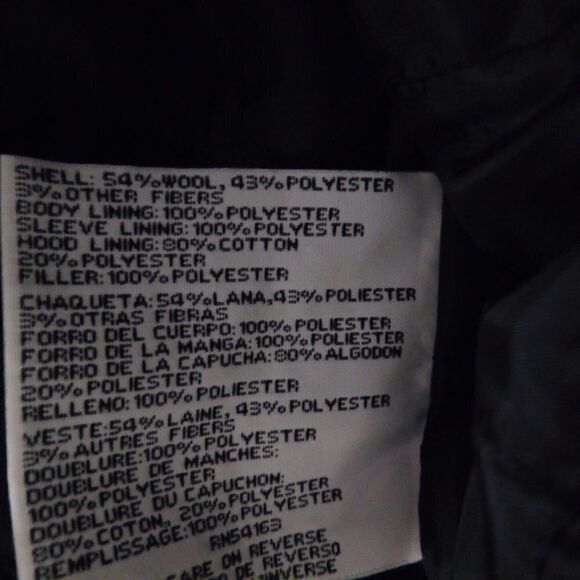 SHELL: 54% WOOL, 43% POLYESTER
3% OTHER FIBERS
BODY LINING: 100% POLYESTER
SLEEVE LINING: 100% POLYESTER
HOOD LINING: 80% COTTON
20% POLYESTER
FILLER: 100% POLYESTER
CHAQUETA: 54% LANA, 43% POLIESTER
3% OTRAS FIBRAS
FORRO DEL CUERPO: 100% POLIESTER
FORRO DE LA MANGA: 100% POLIESTER
FORRO DE LA CAPUCHA: 80% ALGODON
20% POLIESTER
RELLENO: 100% POLIESTER
VESTE: 54% LAINE, 43% POLYESTER
3% AUTRES FIBERS
DOUBLURE: 100% POLYESTER
DOUBLURE DE MANCHES:
100% POLYESTER
DOUBLURE DU CAPUCHON:
80% COTON, 20% POLYESTER
REMPLISSAGE: 100% POLYESTER
RN54163
CARE ON REVERSE
DE REVERSO